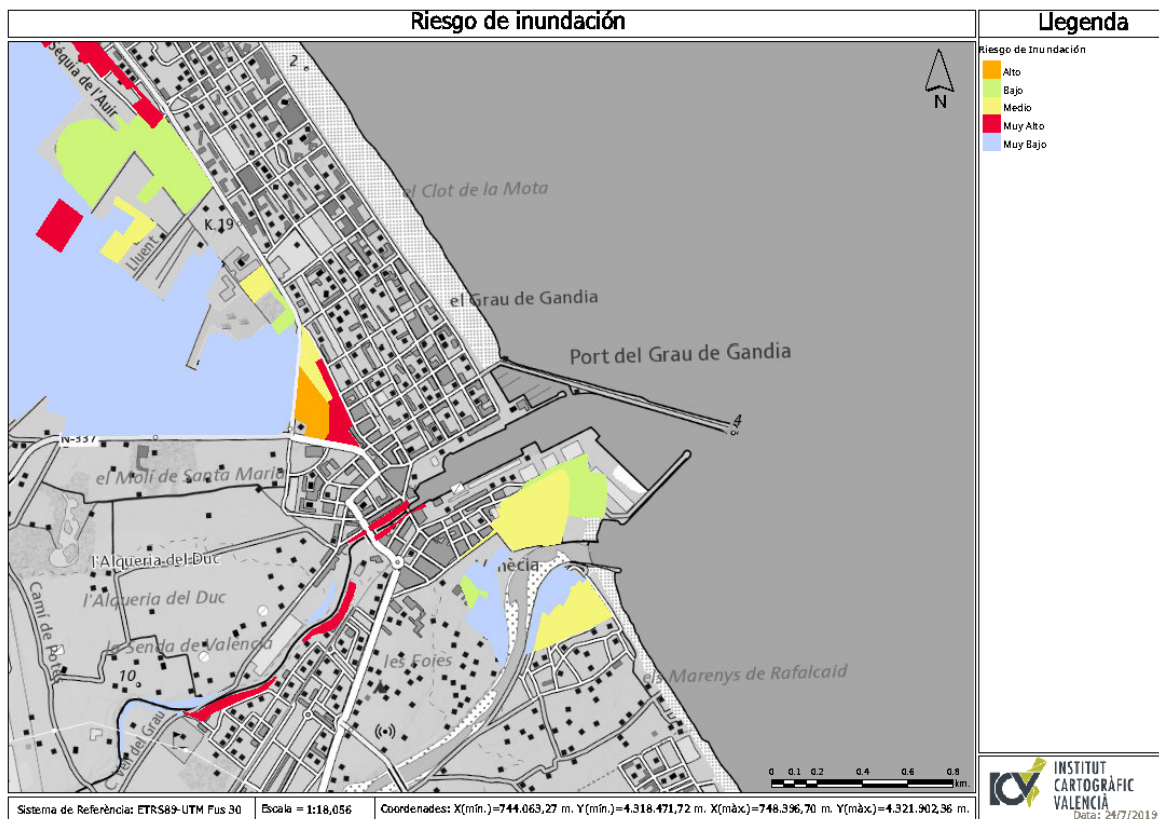 Riesgo de inundación
Llegenda
Riesgo de Inundación
Alto
Bajo
Medio
Muy Alto
Muy Bajo
N
2
Séquia de l'Auir
el Clot de la Mota
K.19
Lluent
el Grau de Gandia
Port del Grau de Gandia
4
N-337
el Molí de Santa Maria
l'Alqueria del Duc
l'Alqueria del Duc
Camí de
la Senda de València
les Foies
els Marenys de Rafalcaid
10
del Grau
0 0.1 0.2 0.4 0.6 0.8
km.
Sistema de Referència: ETRS89-UTM Fus 30
Escala = 1:18,056
Coordenades: X(mín.)=744.063,27 m. Y(mín.)=4.318.471,72 m. X(màx.)=748.396,70 m. Y(màx.)=4.321.902,36 m.
ICV
INSTITUT
CARTOGRÀFIC
VALENCIÀ
Data: 24/7/2019